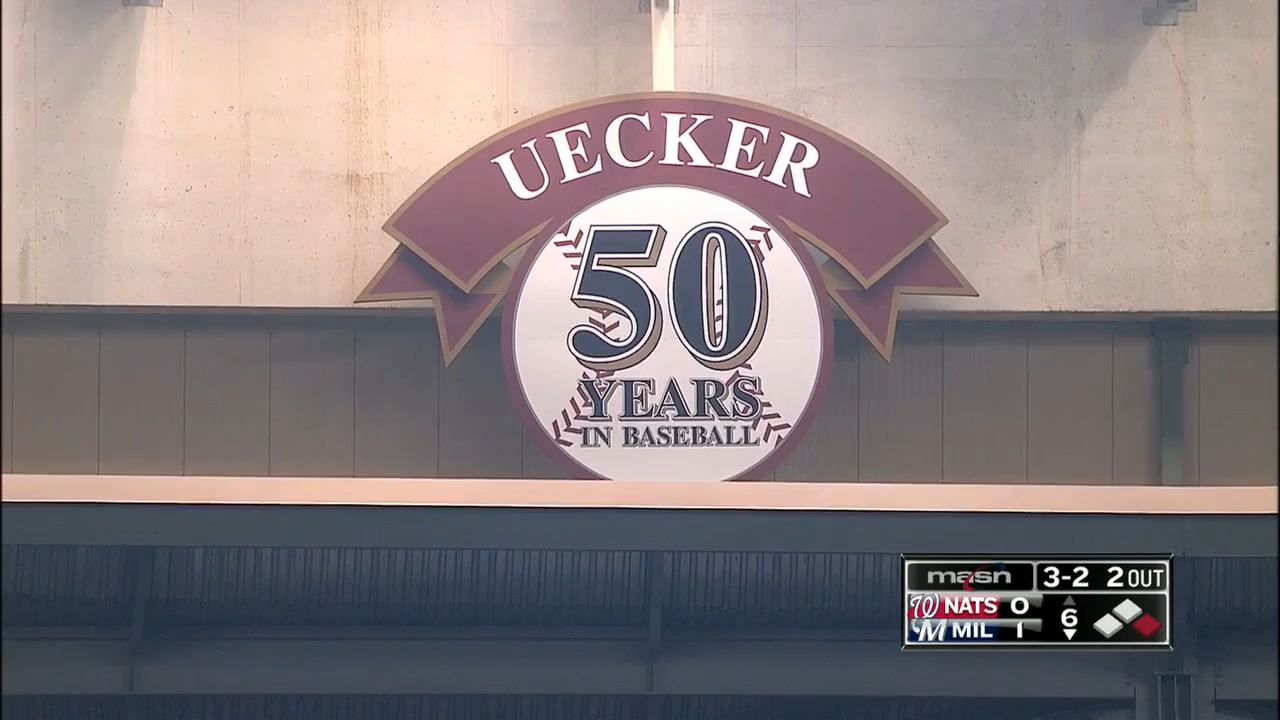 UECKER
50
YEARS
IN BASEBALL
masn 3-2 2 OUT
W NATS 0
M MIL 1
6